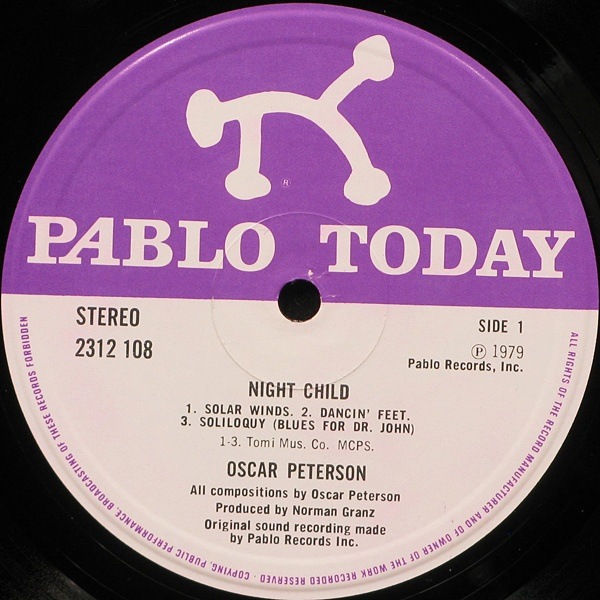 ®
PABLO TODAY
STEREO
2312 108
SIDE 1
Ⓟ 1979
Pablo Records, Inc.
NIGHT CHILD
1. SOLAR WINDS. 2. DANCIN' FEET.
3. SOLILOQUY (BLUES FOR DR. JOHN)
1-3. Tomi Mus. Co. MCPS.
OSCAR PETERSON
All compositions by Oscar Peterson
Produced by Norman Granz
Original sound recording made
by Pablo Records Inc.
ALL RIGHTS OF THE RECORD MANUFACTURER AND OF OWNER OF THE WORK RECORDED RESERVED · COPYING, PUBLIC PERFORMANCE, BROADCASTING OF THESE RECORDS FORBIDDEN